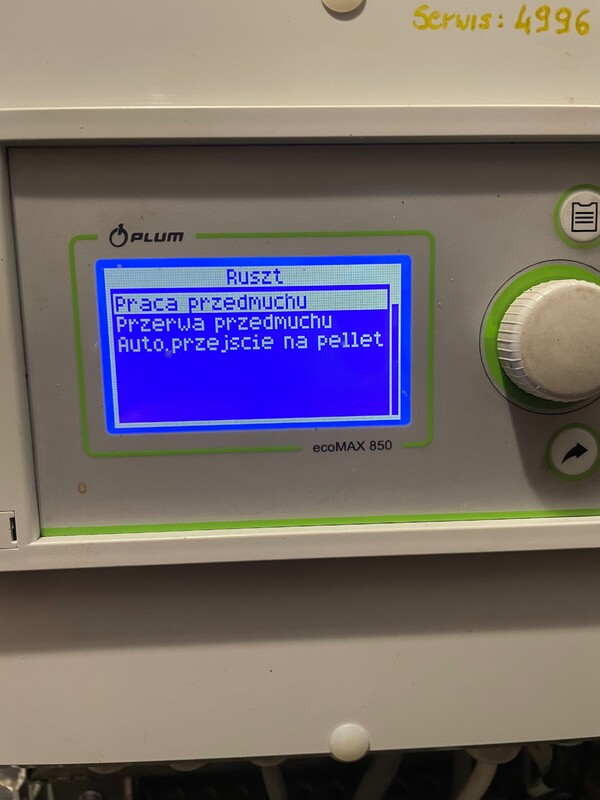 Serwis: 4996
PLUM
Ruszt
Praca przedmuchu
Przerwa przedmuchu
Auto.przejscie na pellet
ecoMAX 850